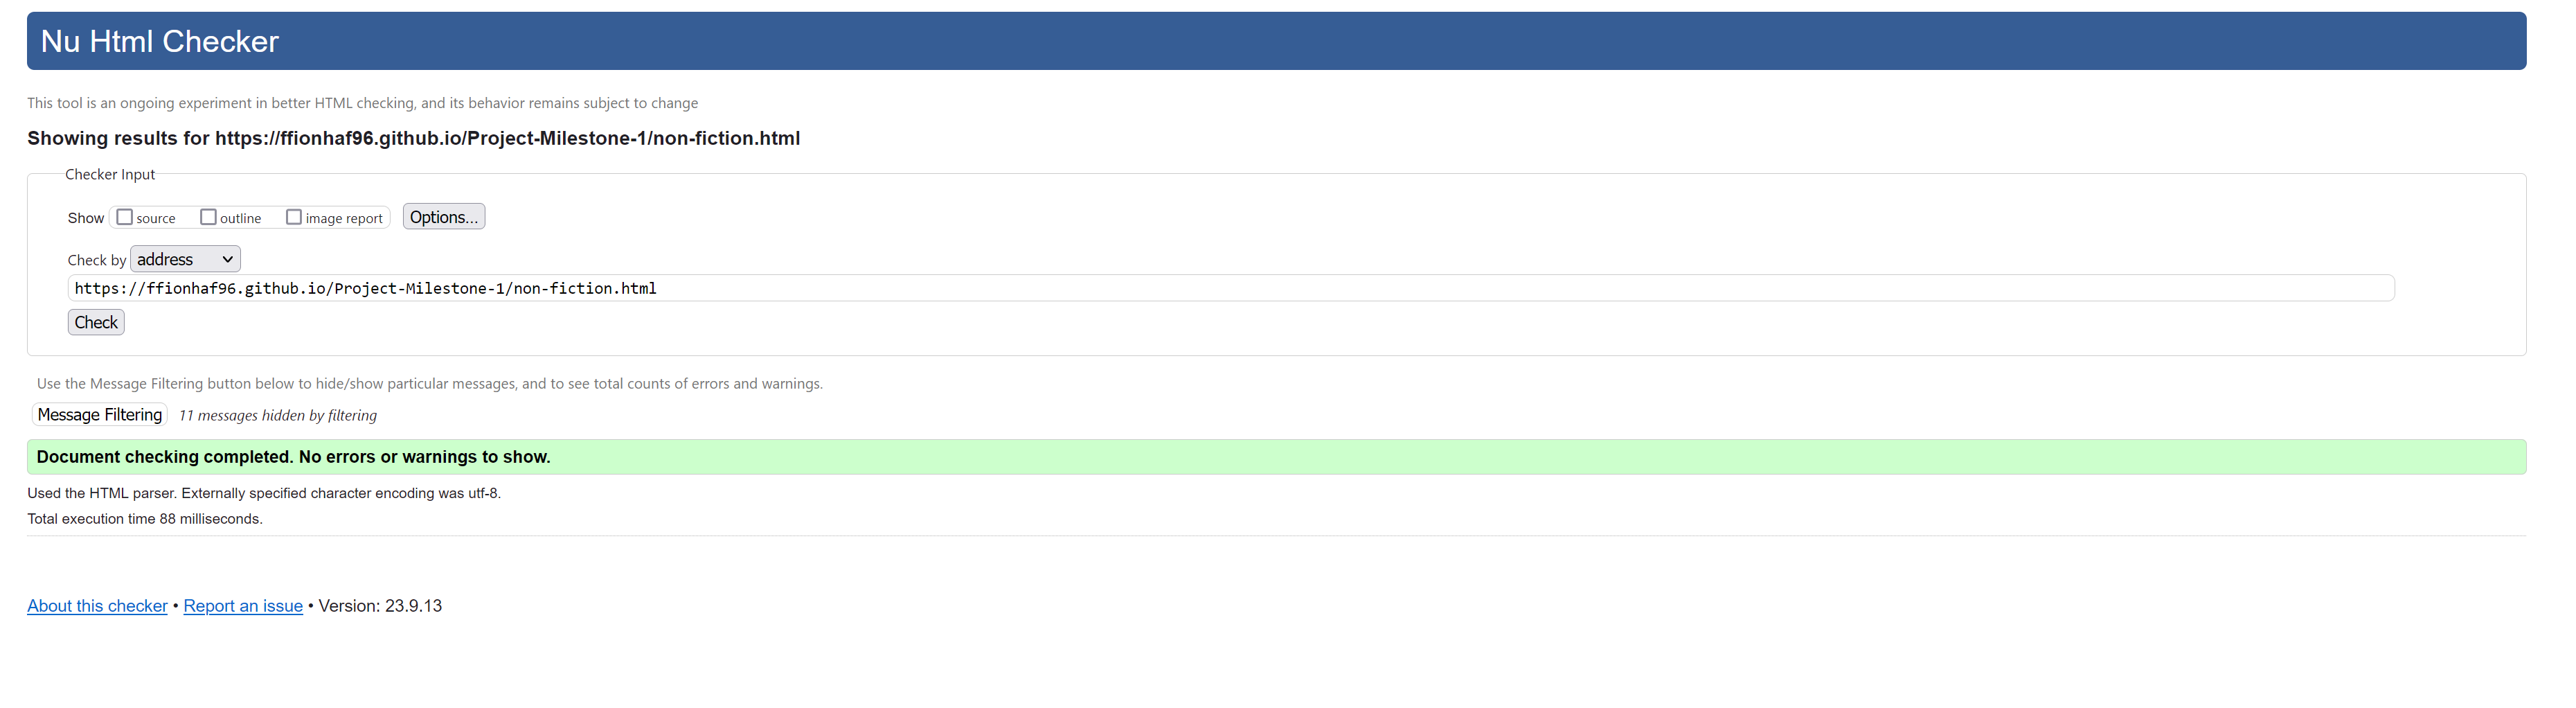 Nu Html Checker
This tool is an ongoing experiment in better HTML checking, and its behavior remains subject to change
Showing results for https://ffionhaf96.github.io/Project-Milestone-1/non-fiction.html
Checker Input
Show source outline image report Options...
Check by address
https://ffionhaf96.github.io/Project-Milestone-1/non-fiction.html
Check
Use the Message Filtering button below to hide/show particular messages, and to see total counts of errors and warnings.
Message Filtering 11 messages hidden by filtering
Document checking completed. No errors or warnings to show.
Used the HTML parser. Externally specified character encoding was utf-8.
Total execution time 88 milliseconds.
About this checker • Report an issue • Version: 23.9.13